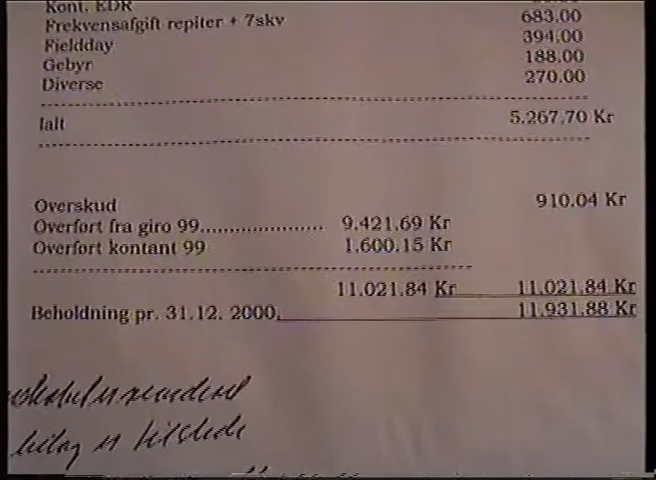 Kont. EDR
Frekvensafgift repiter + 7skv 683.00
Fieldday 394.00
Gebyr 188.00
Diverse 270.00
Ialt 5.267.70 Kr
Overskud 910.04 Kr
Overført fra giro 99........................ 9.421.69 Kr
Overført kontant 99 1.600.15 Kr
11.021.84 Kr 11.021.84 Kr
Beholdning pr. 31.12. 2000. 11.931.88 Kr
bilag er tilstede